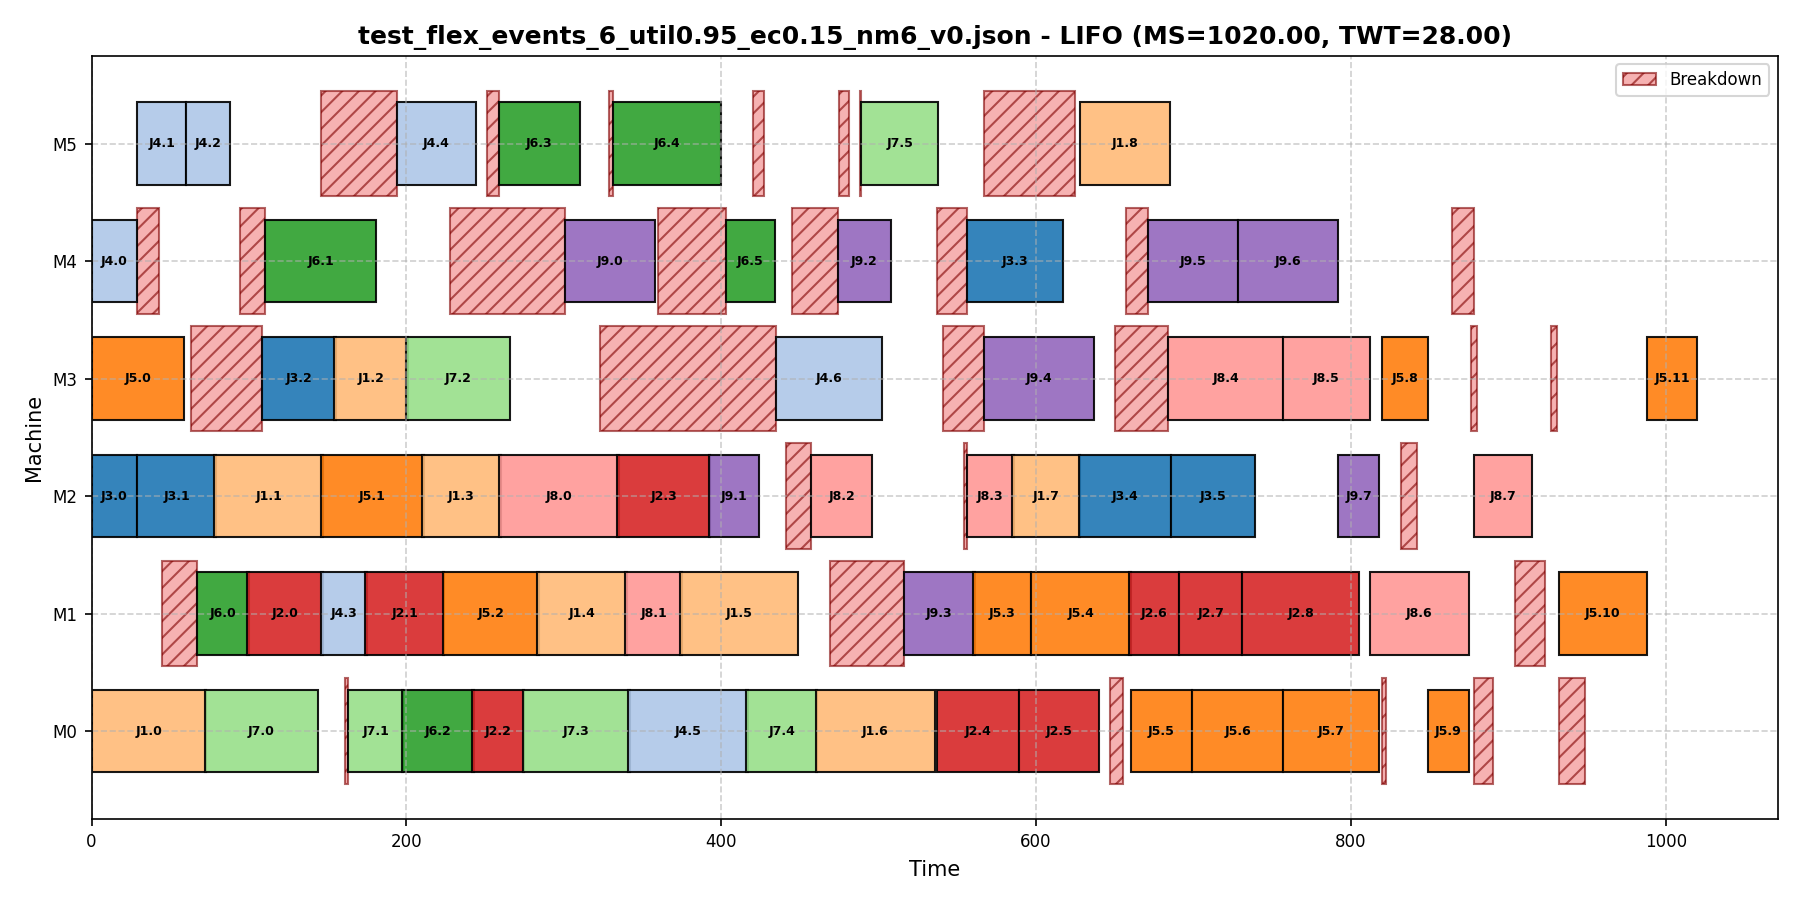 test_flex_events_6_util0.95_ec0.15_nm6_v0.json - LIFO (MS=1020.00, TWT=28.00)
Breakdown
M5
J4.1 J4.2 J4.4 J6.3 J6.4 J7.5 J1.8
M4
J4.0 J6.1 J9.0 J6.5 J9.2 J3.3 J9.5 J9.6
M3
J5.0 J3.2 J1.2 J7.2 J4.6 J9.4 J8.4 J8.5 J5.8 J5.11
M2
J3.0 J3.1 J1.1 J5.1 J1.3 J8.0 J2.3 J9.1 J8.2 J8.3 J1.7 J3.4 J3.5 J9.7 J8.7
M1
J6.0 J2.0 J4.3 J2.1 J5.2 J1.4 J8.1 J1.5 J9.3 J5.3 J5.4 J2.6 J2.7 J2.8 J8.6 J5.10
M0
J1.0 J7.0 J7.1 J6.2 J2.2 J7.3 J4.5 J7.4 J1.6 J2.4 J2.5 J5.5 J5.6 J5.7 J5.9
Machine
0 200 400 600 800 1000
Time